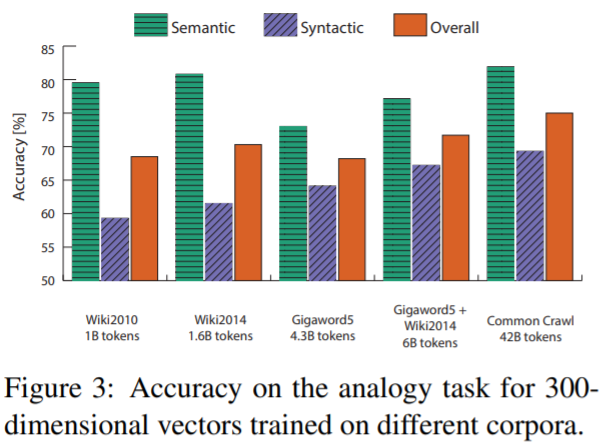 Semantic Syntactic Overall
Accuracy [%]
85
80
75
70
65
60
55
50
Wiki2010
1B tokens
Wiki2014
1.6B tokens
Gigaword5
4.3B tokens
Gigaword5 +
Wiki2014
6B tokens
Common Crawl
42B tokens
Figure 3: Accuracy on the analogy task for 300-
dimensional vectors trained on different corpora.